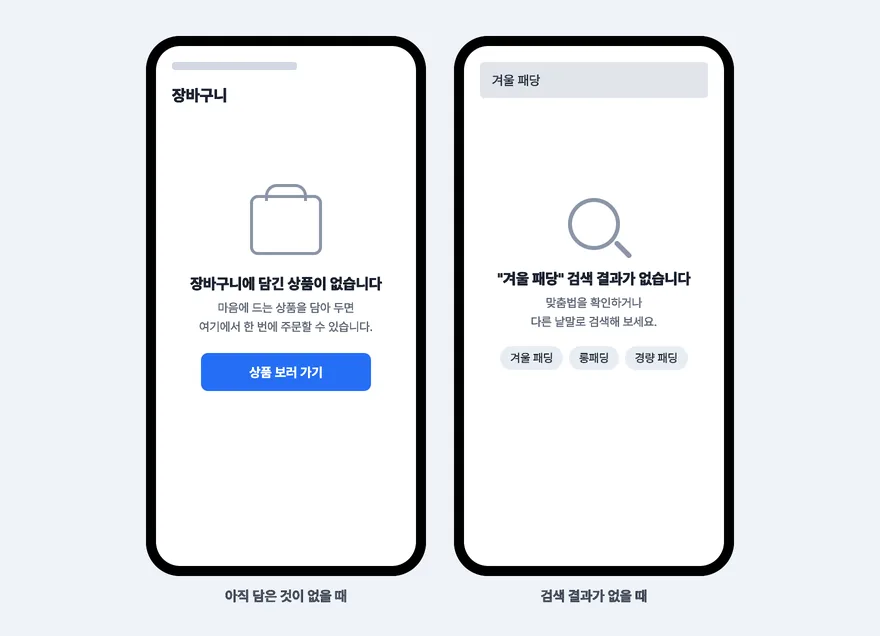 장바구니
장바구니에 담긴 상품이 없습니다
마음에 드는 상품을 담아 두면
여기에서 한 번에 주문할 수 있습니다.
상품 보러 가기
아직 담은 것이 없을 때
겨울 패당
"겨울 패당" 검색 결과가 없습니다
맞춤법을 확인하거나
다른 낱말로 검색해 보세요.
겨울 패딩 롱패딩 경량 패딩
검색 결과가 없을 때